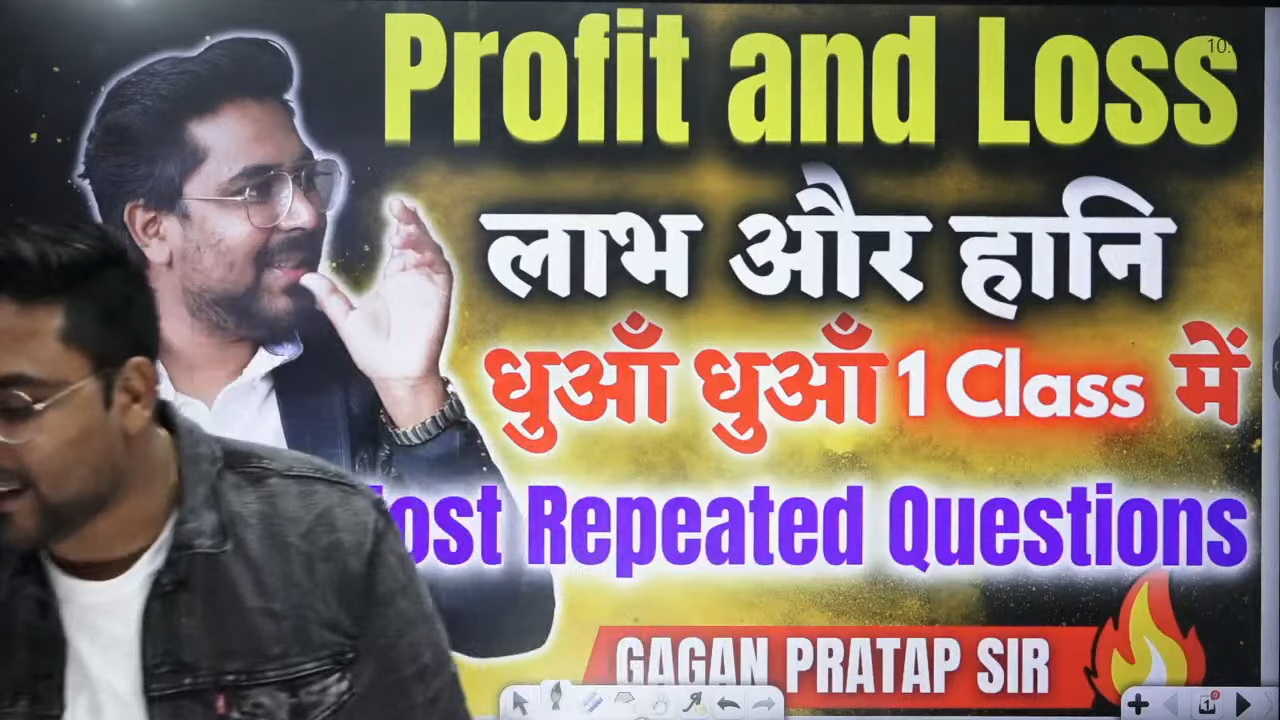 Profit and Loss
लाभ और हानि
धुआँ धुआँ 1 Class में
Repeated Questions
GAGAN PRATAP SIR